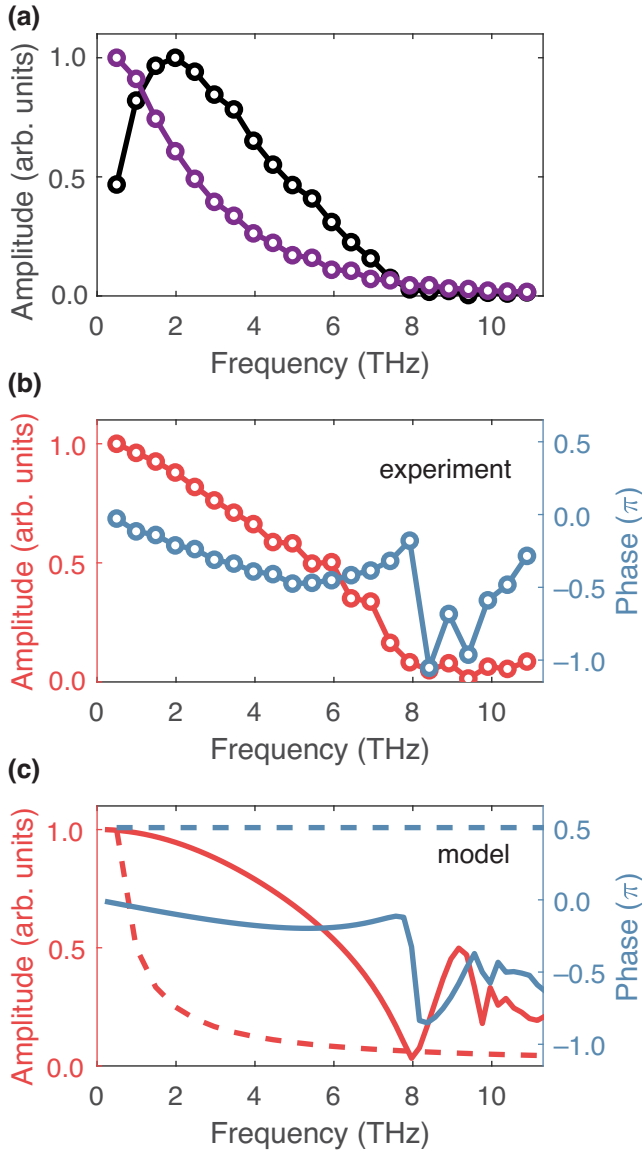 (a)
Amplitude (arb. units)
1.0
0.5
0.0
0 2 4 6 8 10
Frequency (THz)
(b)
Amplitude (arb. units)
1.0
0.5
0.0
experiment
0.5
0.0
−0.5
−1.0
Phase (π)
0 2 4 6 8 10
Frequency (THz)
(c)
Amplitude (arb. units)
1.0
0.5
0.0
model
0.5
0.0
−0.5
−1.0
Phase (π)
0 2 4 6 8 10
Frequency (THz)